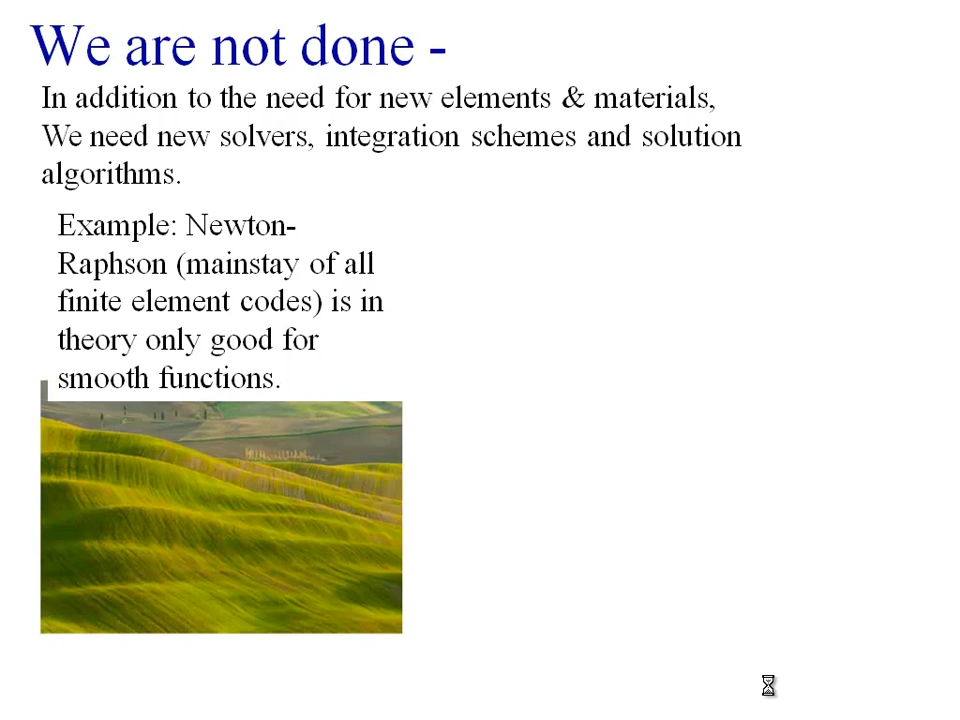 We are not done -
In addition to the need for new elements & materials,
We need new solvers, integration schemes and solution
algorithms.
Example: Newton-
Raphson (mainstay of all
finite element codes) is in
theory only good for
smooth functions.